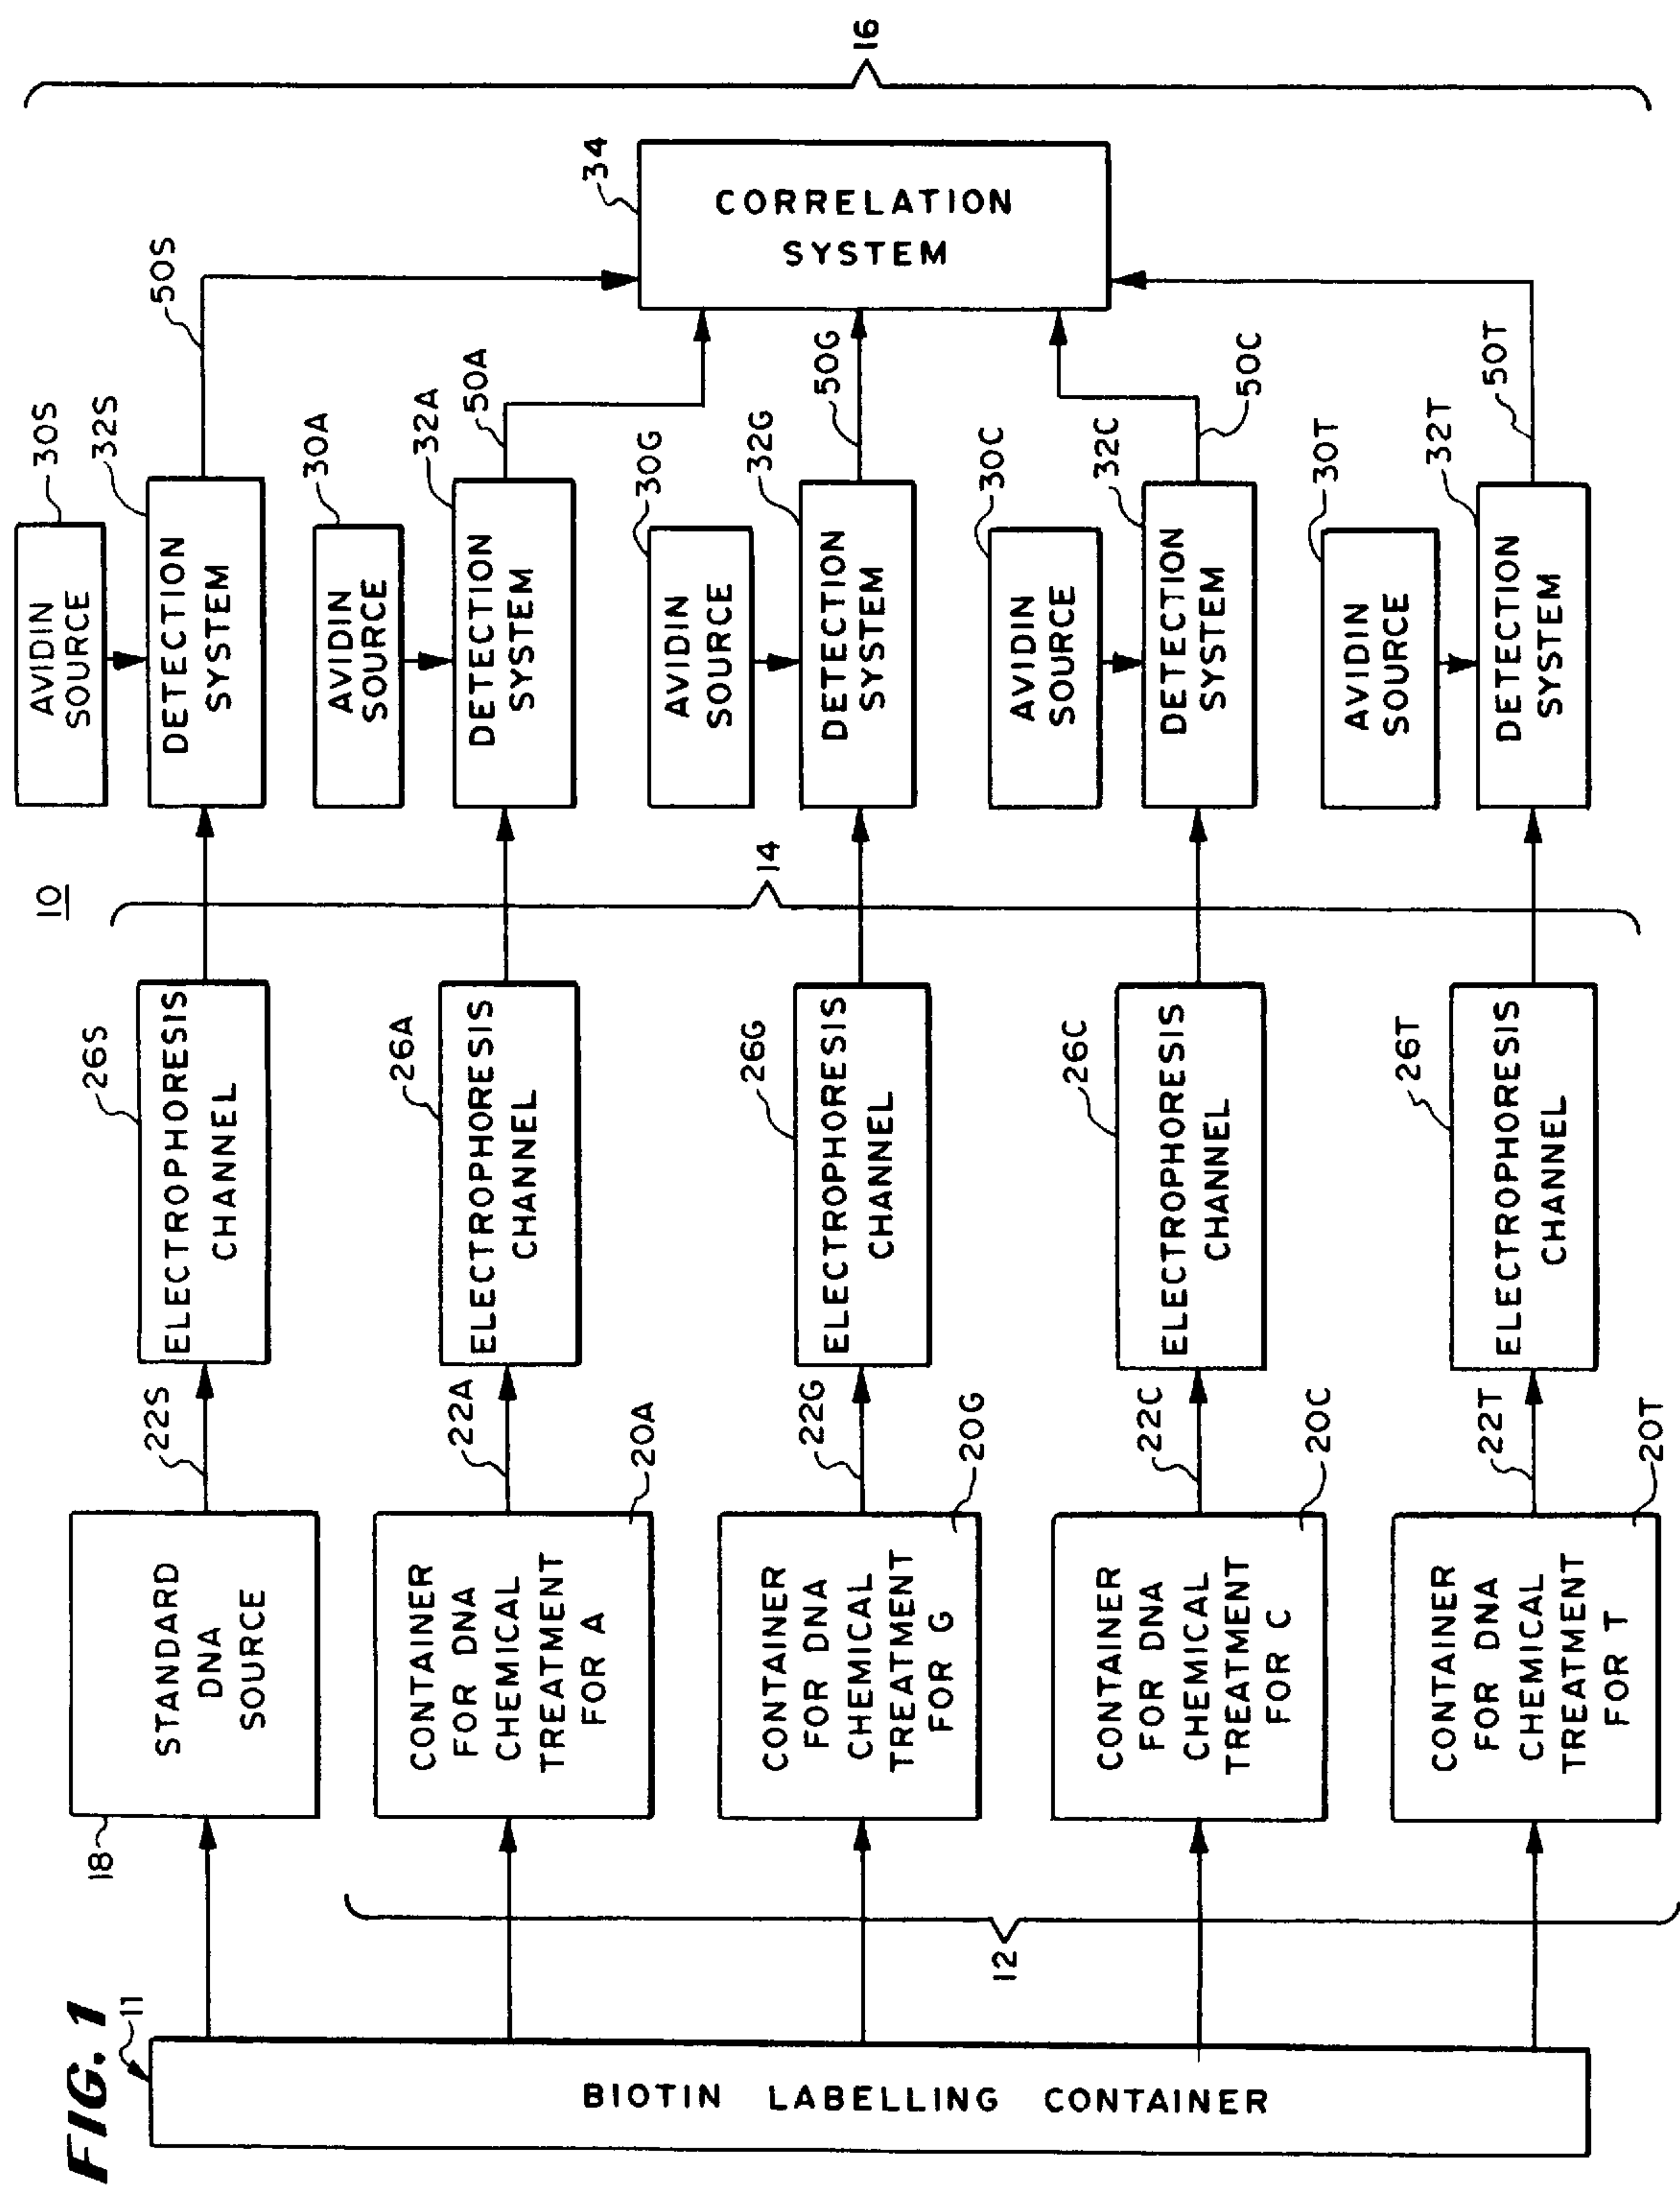 FIG. 1
10
11
BIOTIN LABELLING CONTAINER
12
14
16
18
STANDARD
DNA
SOURCE
22S
26S
ELECTROPHORESIS
CHANNEL
30S
AVIDIN
SOURCE
32S
DETECTION
SYSTEM
50S
CONTAINER
FOR DNA
CHEMICAL
TREATMENT
FOR A
20A
22A
26A
ELECTROPHORESIS
CHANNEL
30A
AVIDIN
SOURCE
32A
DETECTION
SYSTEM
50A
34
CORRELATION
SYSTEM
CONTAINER
FOR DNA
CHEMICAL
TREATMENT
FOR G
20G
22G
26G
ELECTROPHORESIS
CHANNEL
30G
AVIDIN
SOURCE
32G
DETECTION
SYSTEM
50G
CONTAINER
FOR DNA
CHEMICAL
TREATMENT
FOR C
20C
22C
26C
ELECTROPHORESIS
CHANNEL
30C
AVIDIN
SOURCE
32C
DETECTION
SYSTEM
50C
CONTAINER
FOR DNA
CHEMICAL
TREATMENT
FOR T
20T
22T
26T
ELECTROPHORESIS
CHANNEL
30T
AVIDIN
SOURCE
32T
DETECTION
SYSTEM
50T